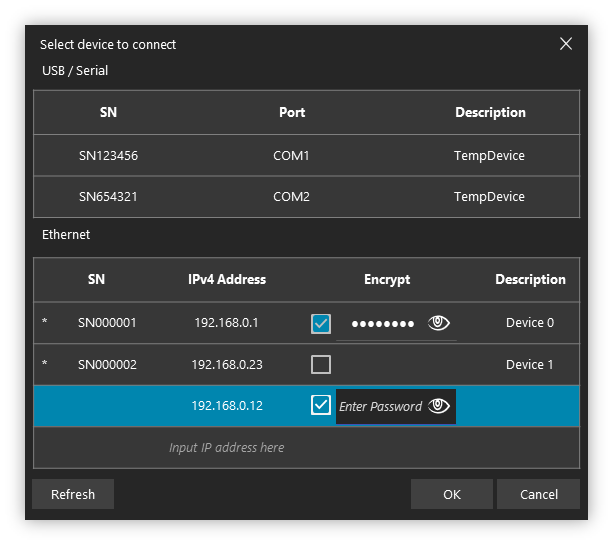 Select device to connect
USB / Serial
SN Port Description
SN123456 COM1 TempDevice
SN654321 COM2 TempDevice
Ethernet
SN IPv4 Address Encrypt Description
* SN000001 192.168.0.1 ●●●●●●●● Device 0
* SN000002 192.168.0.23 Device 1
192.168.0.12 Enter Password
Input IP address here
Refresh OK Cancel